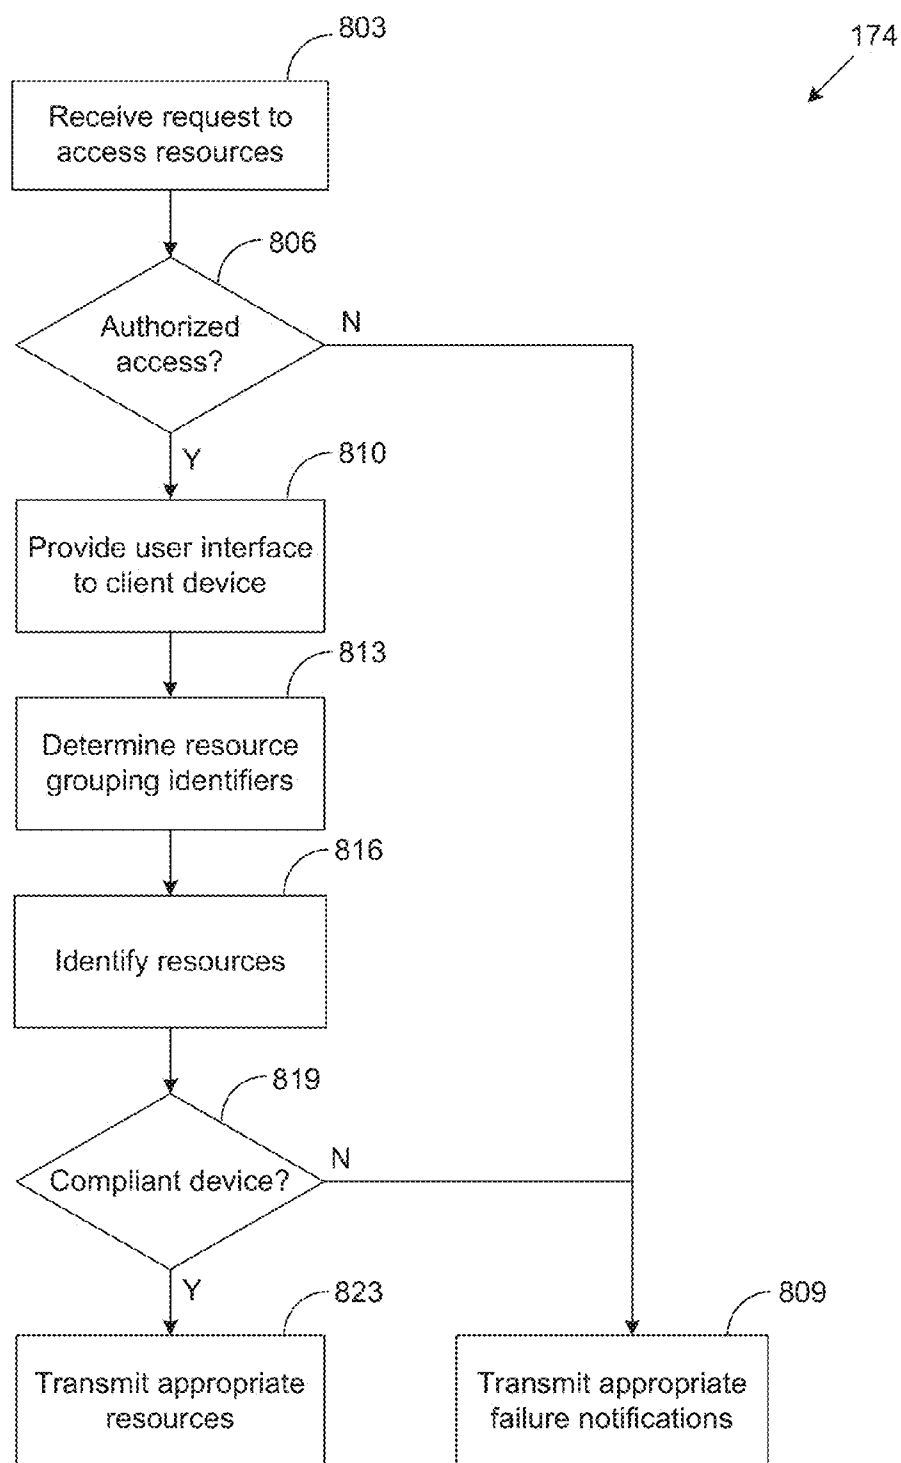 803
174
Receive request to
access resources
806
Authorized
access?
N
Y
810
Provide user interface
to client device
813
Determine resource
grouping identifiers
816
Identify resources
819
Compliant device?
N
Y
823
Transmit appropriate
resources
809
Transmit appropriate
failure notifications